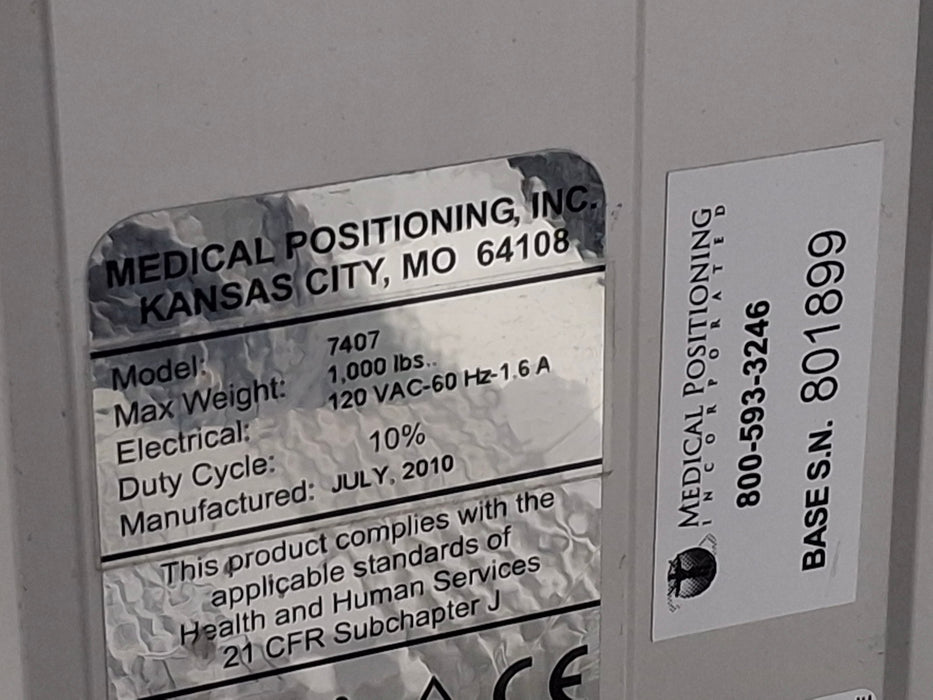 MEDICAL POSITIONING, INC.
KANSAS CITY, MO 64108
Model: 7407
Max Weight: 1,000 lbs..
Electrical: 120 VAC-60 Hz-1.6 A
Duty Cycle: 10%
Manufactured: JULY, 2010
This product complies with the
applicable standards of
Health and Human Services
21 CFR Subchapter J
CE
MEDICAL POSITIONING
INCORPORATED
800-593-3246
BASE S.N. 801899